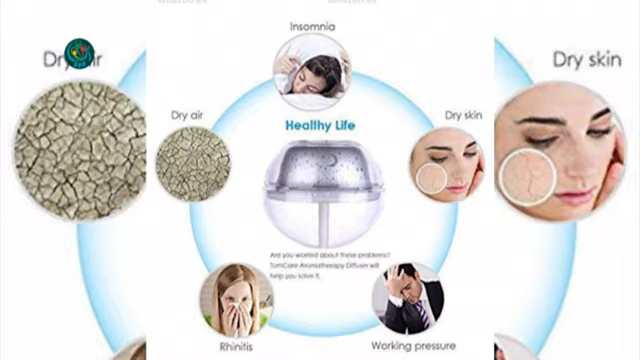 Insomnia
Dry air
Dry skin
Healthy Life
Dry air
Dry skin
Are you worried about these problems?
TomCare Aromatherapy Diffuser will
help you solve it.
Rhinitis
Working pressure